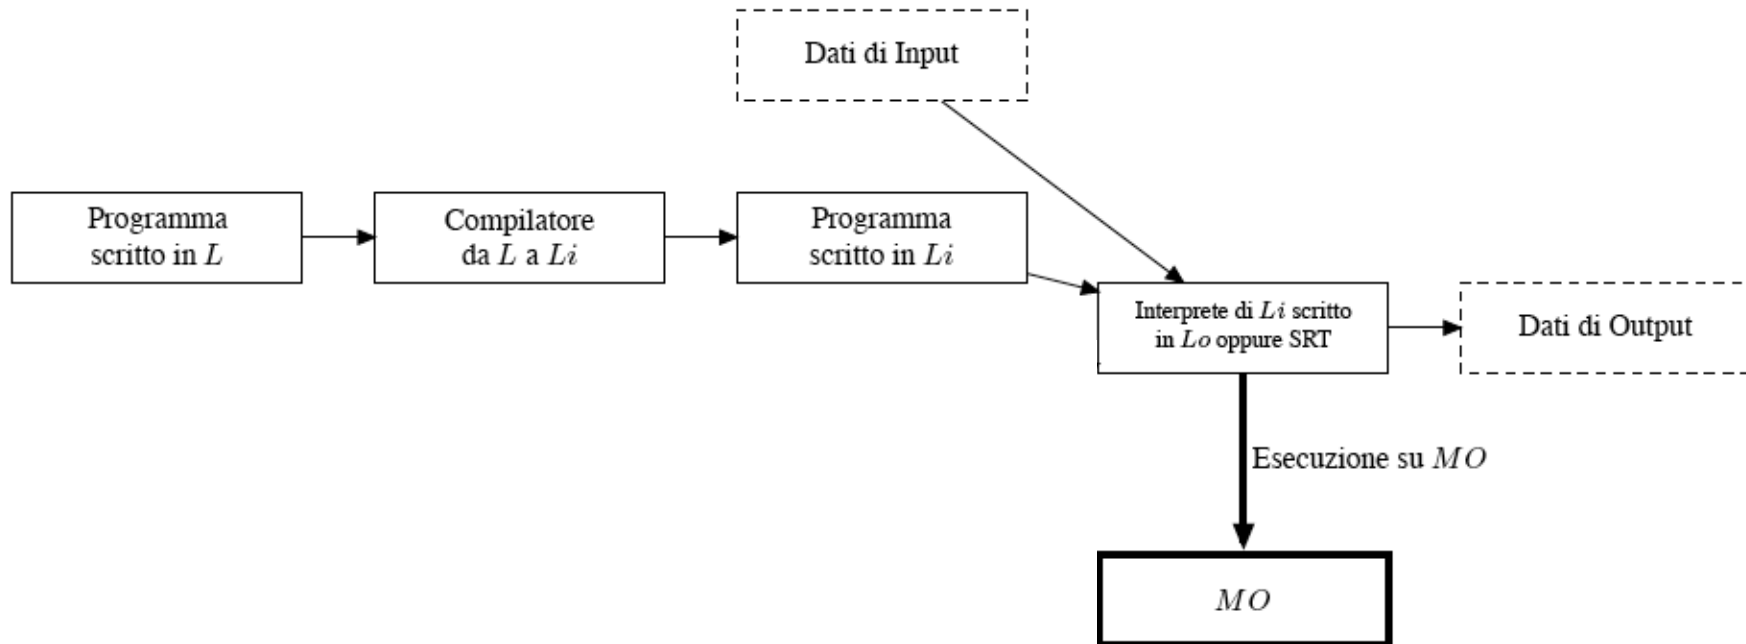 Dati di Input
Programma
scritto in L
Compilatore
da L a Li
Programma
scritto in Li
Interprete di Li scritto
in Lo oppure SRT
Dati di Output
Esecuzione su MO
MO